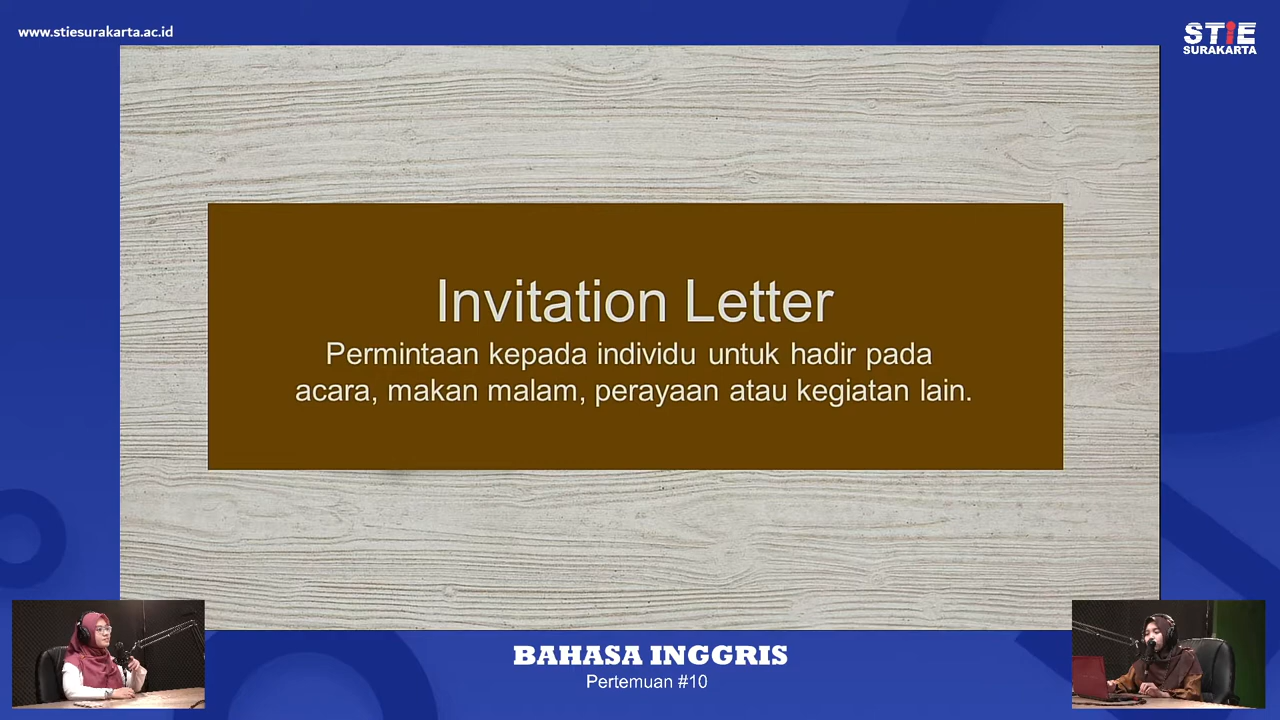 www.stiesurakarta.ac.id
STIE
SURAKARTA
Invitation Letter
Permintaan kepada individu untuk hadir pada
acara, makan malam, perayaan atau kegiatan lain.
BAHASA INGGRIS
Pertemuan #10